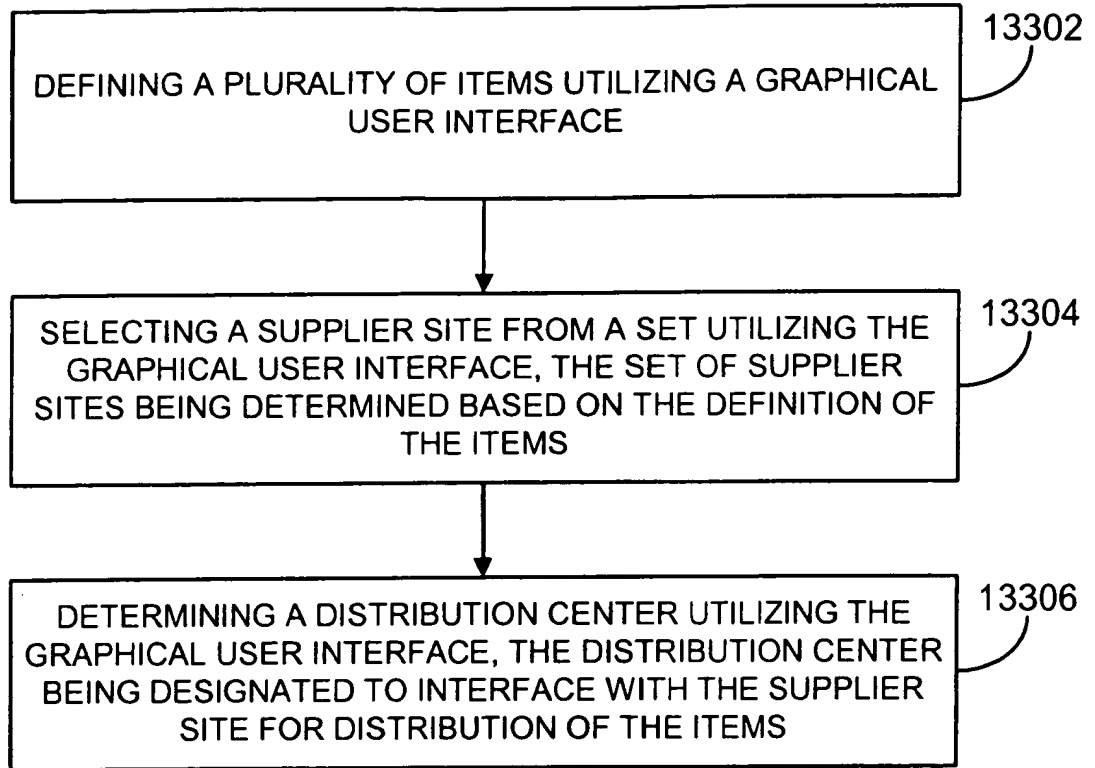 13302
DEFINING A PLURALITY OF ITEMS UTILIZING A GRAPHICAL
USER INTERFACE
13304
SELECTING A SUPPLIER SITE FROM A SET UTILIZING THE
GRAPHICAL USER INTERFACE, THE SET OF SUPPLIER
SITES BEING DETERMINED BASED ON THE DEFINITION OF
THE ITEMS
13306
DETERMINING A DISTRIBUTION CENTER UTILIZING THE
GRAPHICAL USER INTERFACE, THE DISTRIBUTION CENTER
BEING DESIGNATED TO INTERFACE WITH THE SUPPLIER
SITE FOR DISTRIBUTION OF THE ITEMS